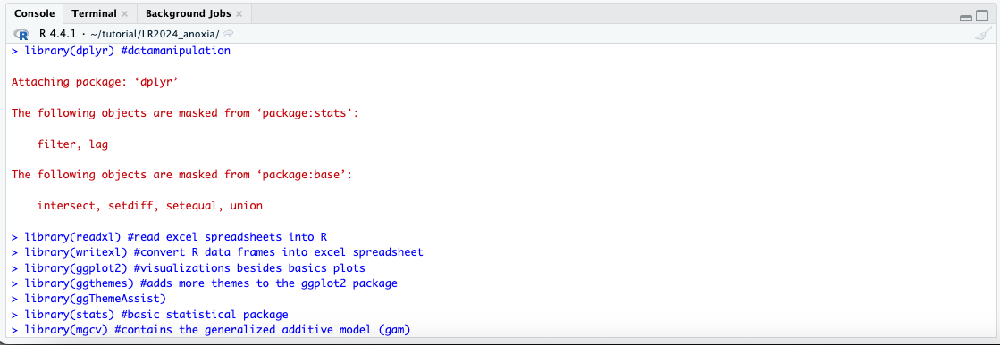 Console Terminal × Background Jobs ×
R R 4.4.1 · ~/tutorial/LR2024_anoxia/
> library(dplyr) #datamanipulation
Attaching package: ‘dplyr’
The following objects are masked from ‘package:stats’:
filter, lag
The following objects are masked from ‘package:base’:
intersect, setdiff, setequal, union
> library(readxl) #read excel spreadsheets into R
> library(writexl) #convert R data frames into excel spreadsheet
> library(ggplot2) #visualizations besides basics plots
> library(ggthemes) #adds more themes to the ggplot2 package
> library(ggThemeAssist)
> library(stats) #basic statistical package
> library(mgcv) #contains the generalized additive model (gam)